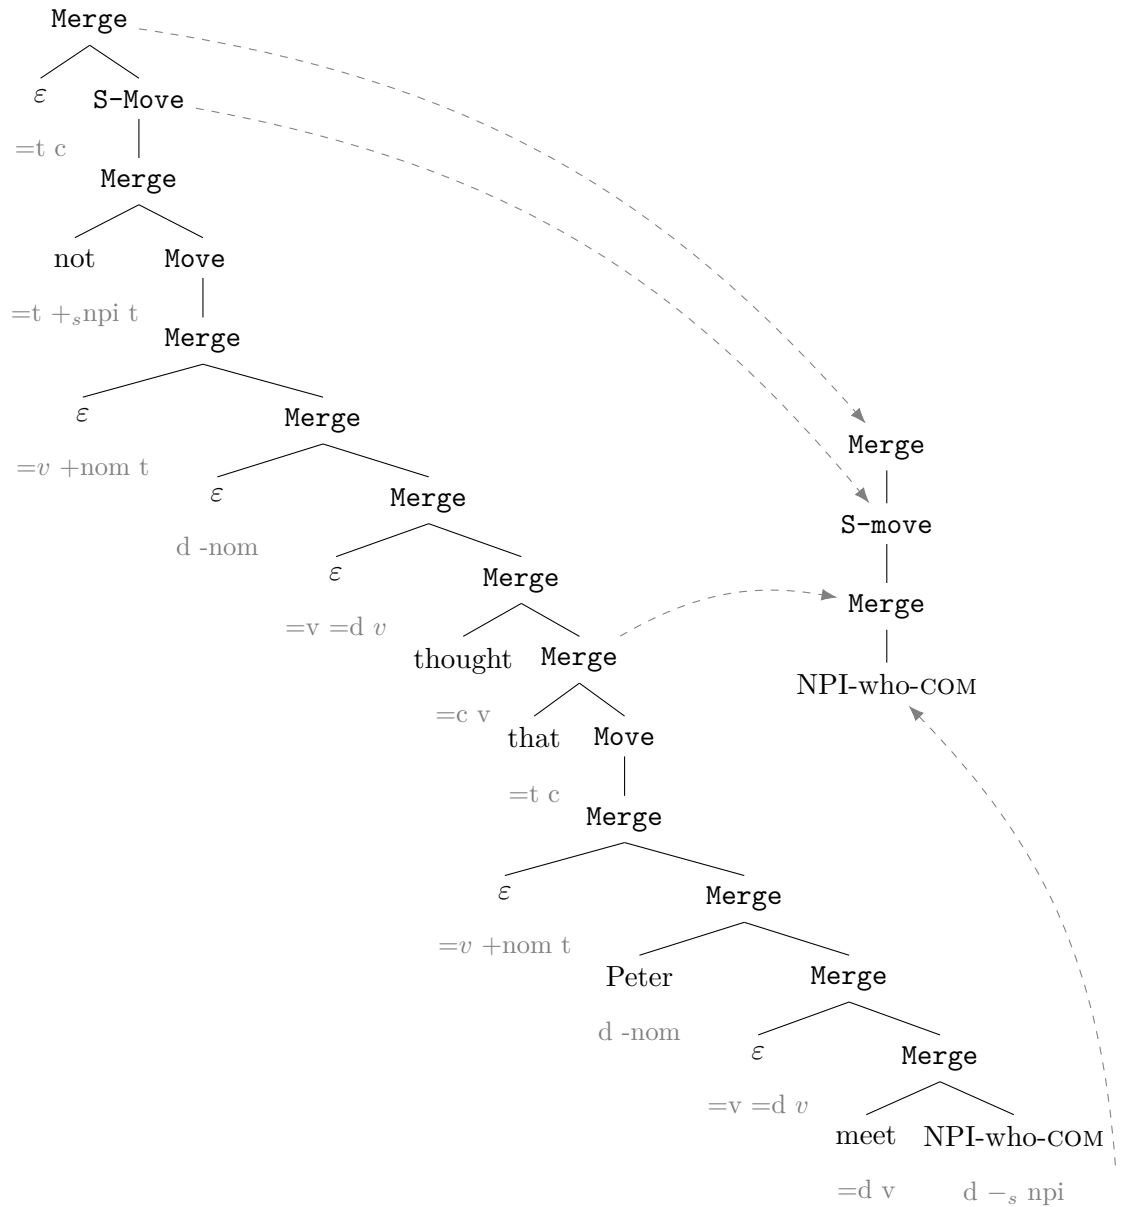 Merge
ε S-Move
=t c
Merge
not Move
=t +ₛnpi t
Merge
ε Merge
=v +nom t
ε Merge
d -nom
ε Merge
=v =d v
thought Merge
=c v
that Move
=t c
Merge
ε Merge
=v +nom t
Peter Merge
d -nom
ε Merge
=v =d v
meet NPI-who-COM
=d v d −ₛ npi
Merge
S-move
Merge
NPI-who-COM